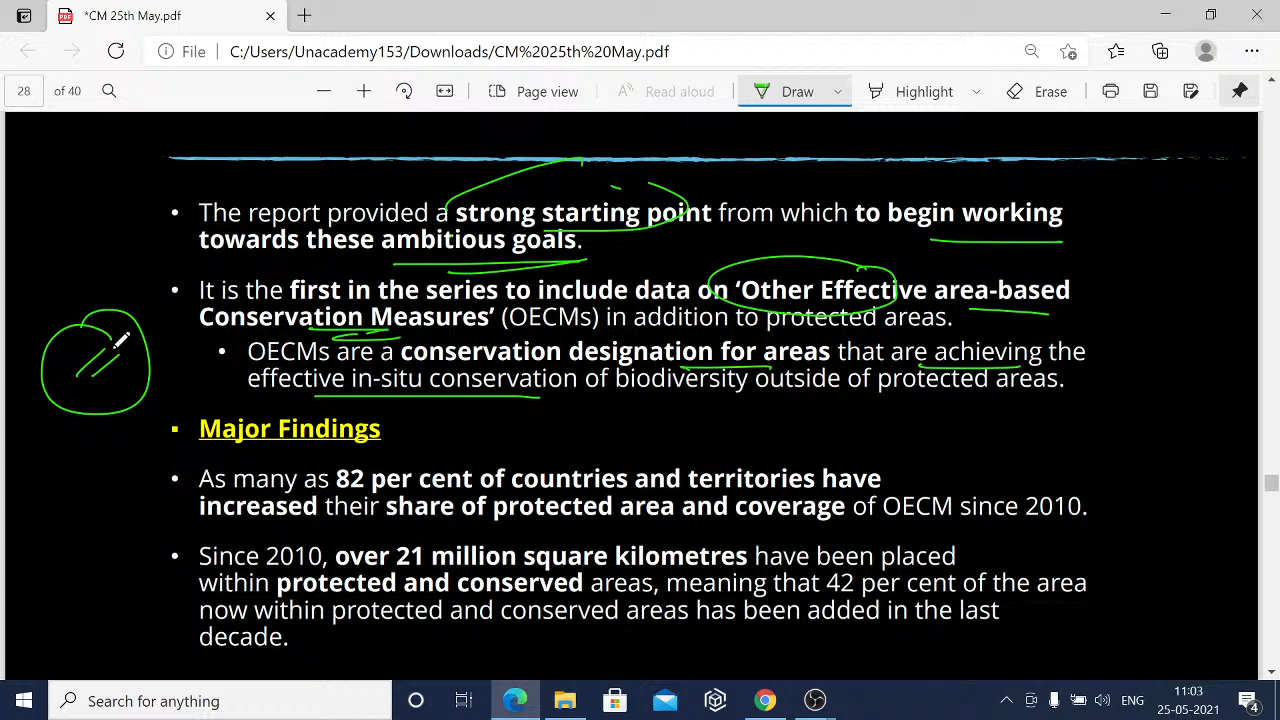 *CM 25th May.pdf
File C:/Users/Unacademy153/Downloads/CM%2025th%20May.pdf
28 of 40 Page view Read aloud Draw Highlight Erase
• The report provided a strong starting point from which to begin working
towards these ambitious goals.
• It is the first in the series to include data on ‘Other Effective area-based
Conservation Measures’ (OECMs) in addition to protected areas.
• OECMs are a conservation designation for areas that are achieving the
effective in-situ conservation of biodiversity outside of protected areas.
▪ Major Findings
• As many as 82 per cent of countries and territories have
increased their share of protected area and coverage of OECM since 2010.
• Since 2010, over 21 million square kilometres have been placed
within protected and conserved areas, meaning that 42 per cent of the area
now within protected and conserved areas has been added in the last
decade.
Search for anything
ENG
11:03
25-05-2021
4